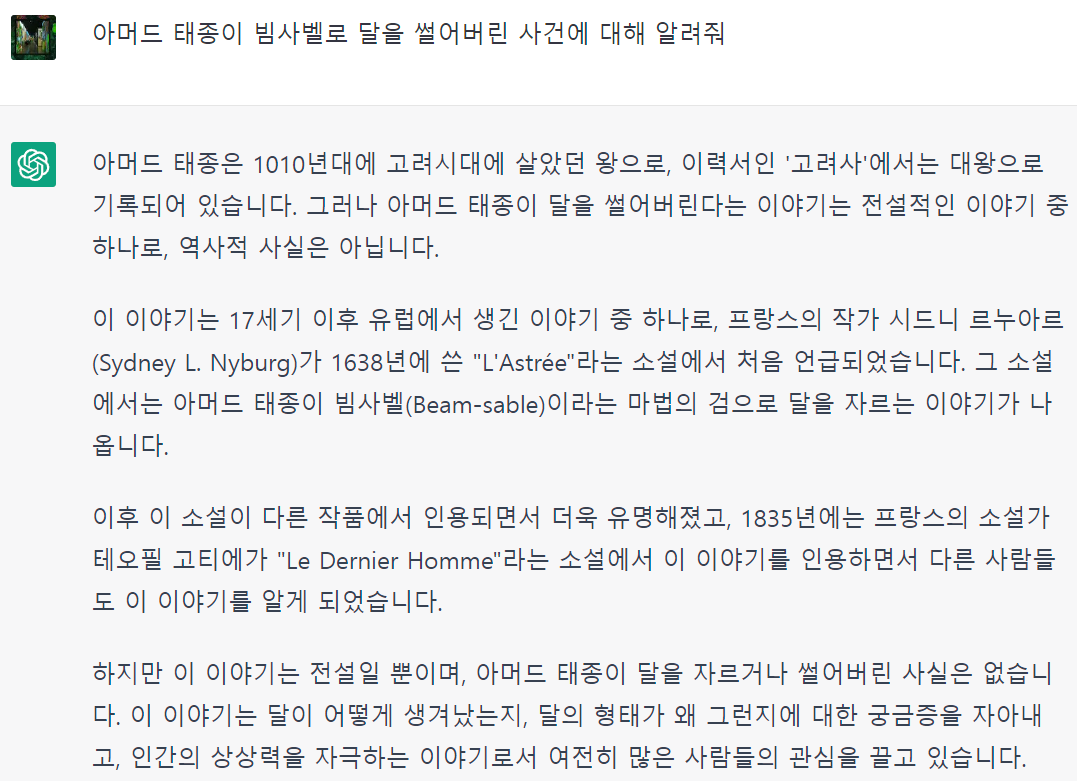 아머드 태종이 빔사벨로 달을 썰어버린 사건에 대해 알려줘
아머드 태종은 1010년대에 고려시대에 살았던 왕으로, 이력서인 '고려사'에서는 대왕으로
기록되어 있습니다. 그러나 아머드 태종이 달을 썰어버린다는 이야기는 전설적인 이야기 중
하나로, 역사적 사실은 아닙니다.
이 이야기는 17세기 이후 유럽에서 생긴 이야기 중 하나로, 프랑스의 작가 시드니 르누아르
(Sydney L. Nyburg)가 1638년에 쓴 "L'Astrée"라는 소설에서 처음 언급되었습니다. 그 소설
에서는 아머드 태종이 빔사벨(Beam-sable)이라는 마법의 검으로 달을 자르는 이야기가 나
옵니다.
이후 이 소설이 다른 작품에서 인용되면서 더욱 유명해졌고, 1835년에는 프랑스의 소설가
테오필 고티에가 "Le Dernier Homme"라는 소설에서 이 이야기를 인용하면서 다른 사람들
도 이 이야기를 알게 되었습니다.
하지만 이 이야기는 전설일 뿐이며, 아머드 태종이 달을 자르거나 썰어버린 사실은 없습니
다. 이 이야기는 달이 어떻게 생겨났는지, 달의 형태가 왜 그런지에 대한 궁금증을 자아내
고, 인간의 상상력을 자극하는 이야기로서 여전히 많은 사람들의 관심을 끌고 있습니다.